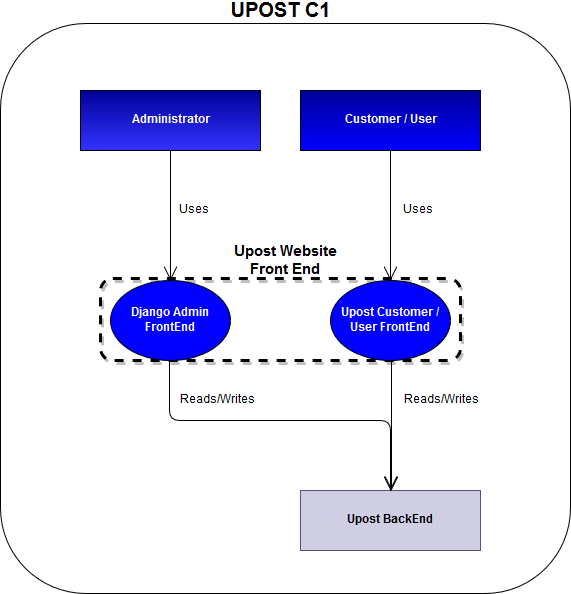 UPOST C1
Administrator
Customer / User
Uses
Uses
Upost Website
Front End
Django Admin
FrontEnd
Upost Customer /
User FrontEnd
Reads/Writes
Reads/Writes
Upost BackEnd